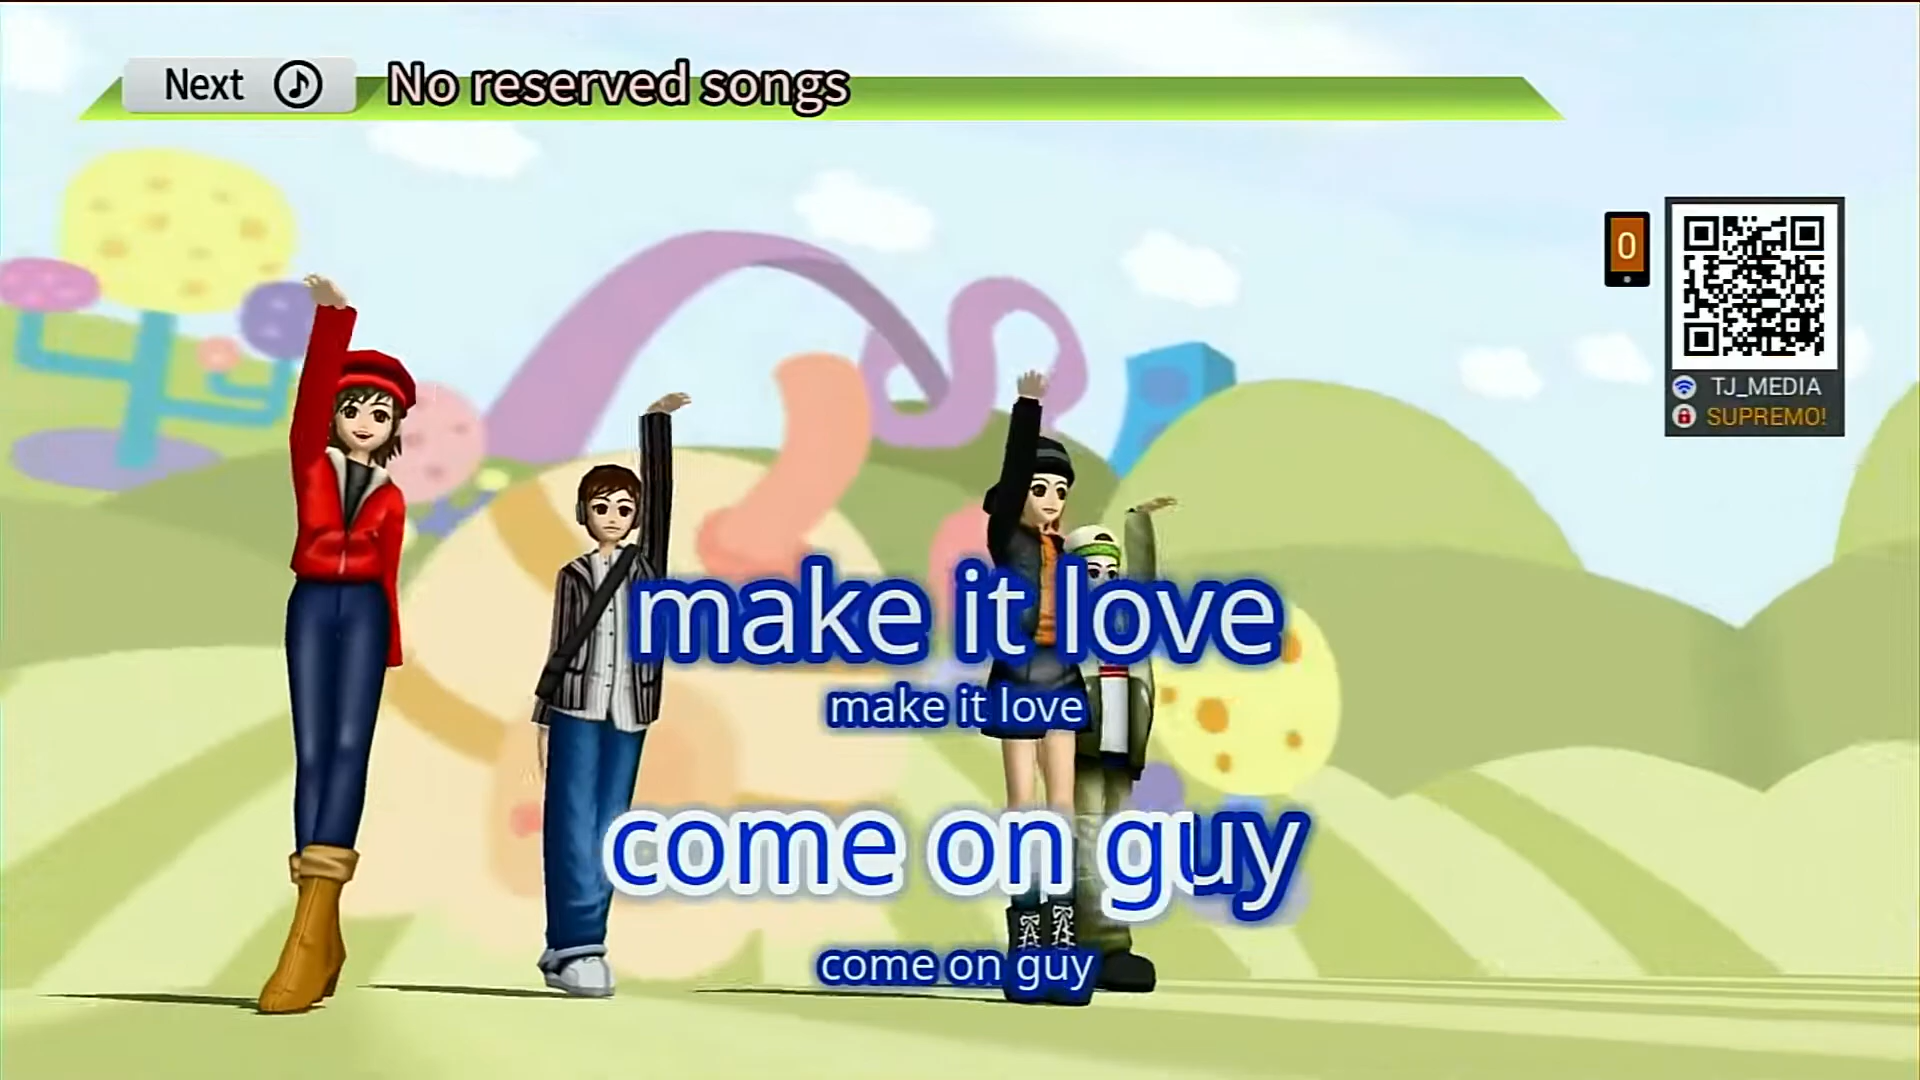 Next No reserved songs
0
TJ_MEDIA
SUPREMO!
make it love
make it love
come on guy
come on guy